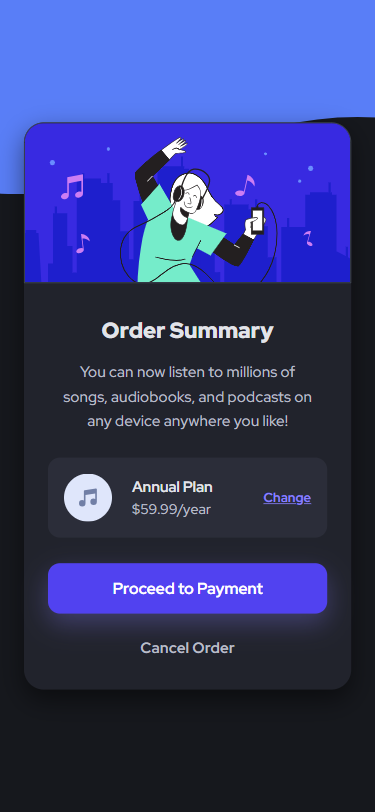 Order Summary
You can now listen to millions of
songs, audiobooks, and podcasts on
any device anywhere you like!
Annual Plan
$59.99/year
Change
Proceed to Payment
Cancel Order